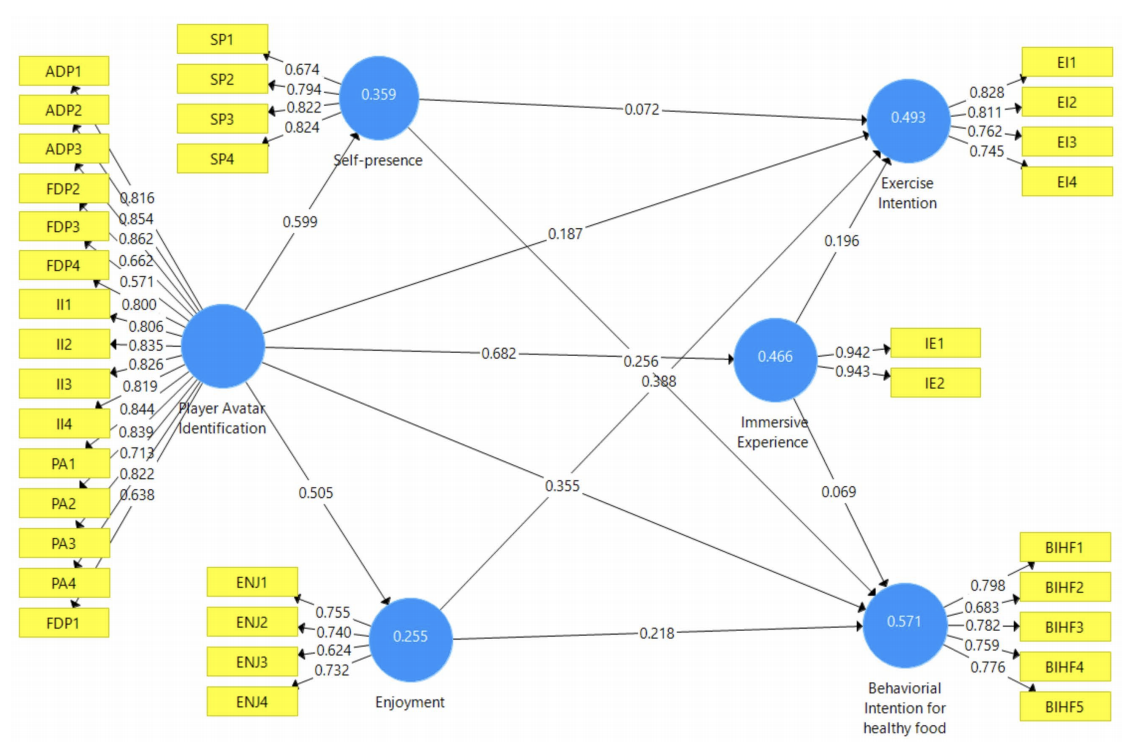 SP1
SP2
SP3
SP4
0.674
0.794
0.822
0.824
0.359
Self-presence
ADP1
ADP2
ADP3
FDP2
FDP3
FDP4
II1
II2
II3
II4
PA1
PA2
PA3
PA4
FDP1
0.816
0.854
0.862
0.662
0.571
0.800
0.806
0.835
0.826
0.819
0.844
0.839
0.713
0.822
0.638
Player Avatar
Identification
0.599
0.072
0.187
0.682
0.256
0.388
0.355
0.505
0.218
0.196
0.069
0.493
Exercise
Intention
0.828
0.811
0.762
0.745
EI1
EI2
EI3
EI4
0.466
Immersive
Experience
0.942
0.943
IE1
IE2
ENJ1
ENJ2
ENJ3
ENJ4
0.755
0.740
0.624
0.732
0.255
Enjoyment
0.571
Behaviorial
Intention for
healthy food
0.798
0.683
0.782
0.759
0.776
BIHF1
BIHF2
BIHF3
BIHF4
BIHF5